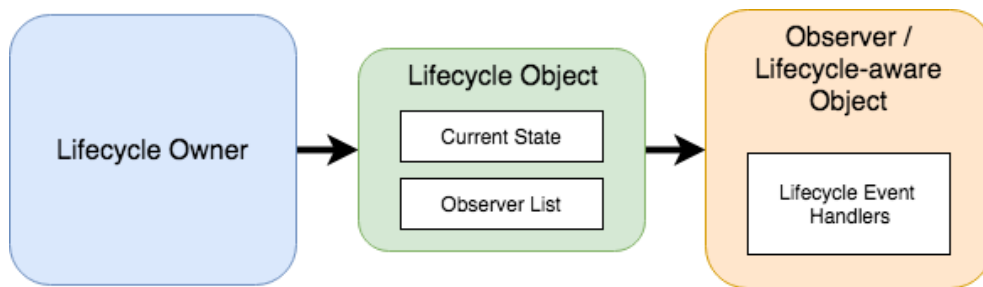 Lifecycle Owner
Lifecycle Object
Current State
Observer List
Observer /
Lifecycle-aware
Object
Lifecycle Event
Handlers